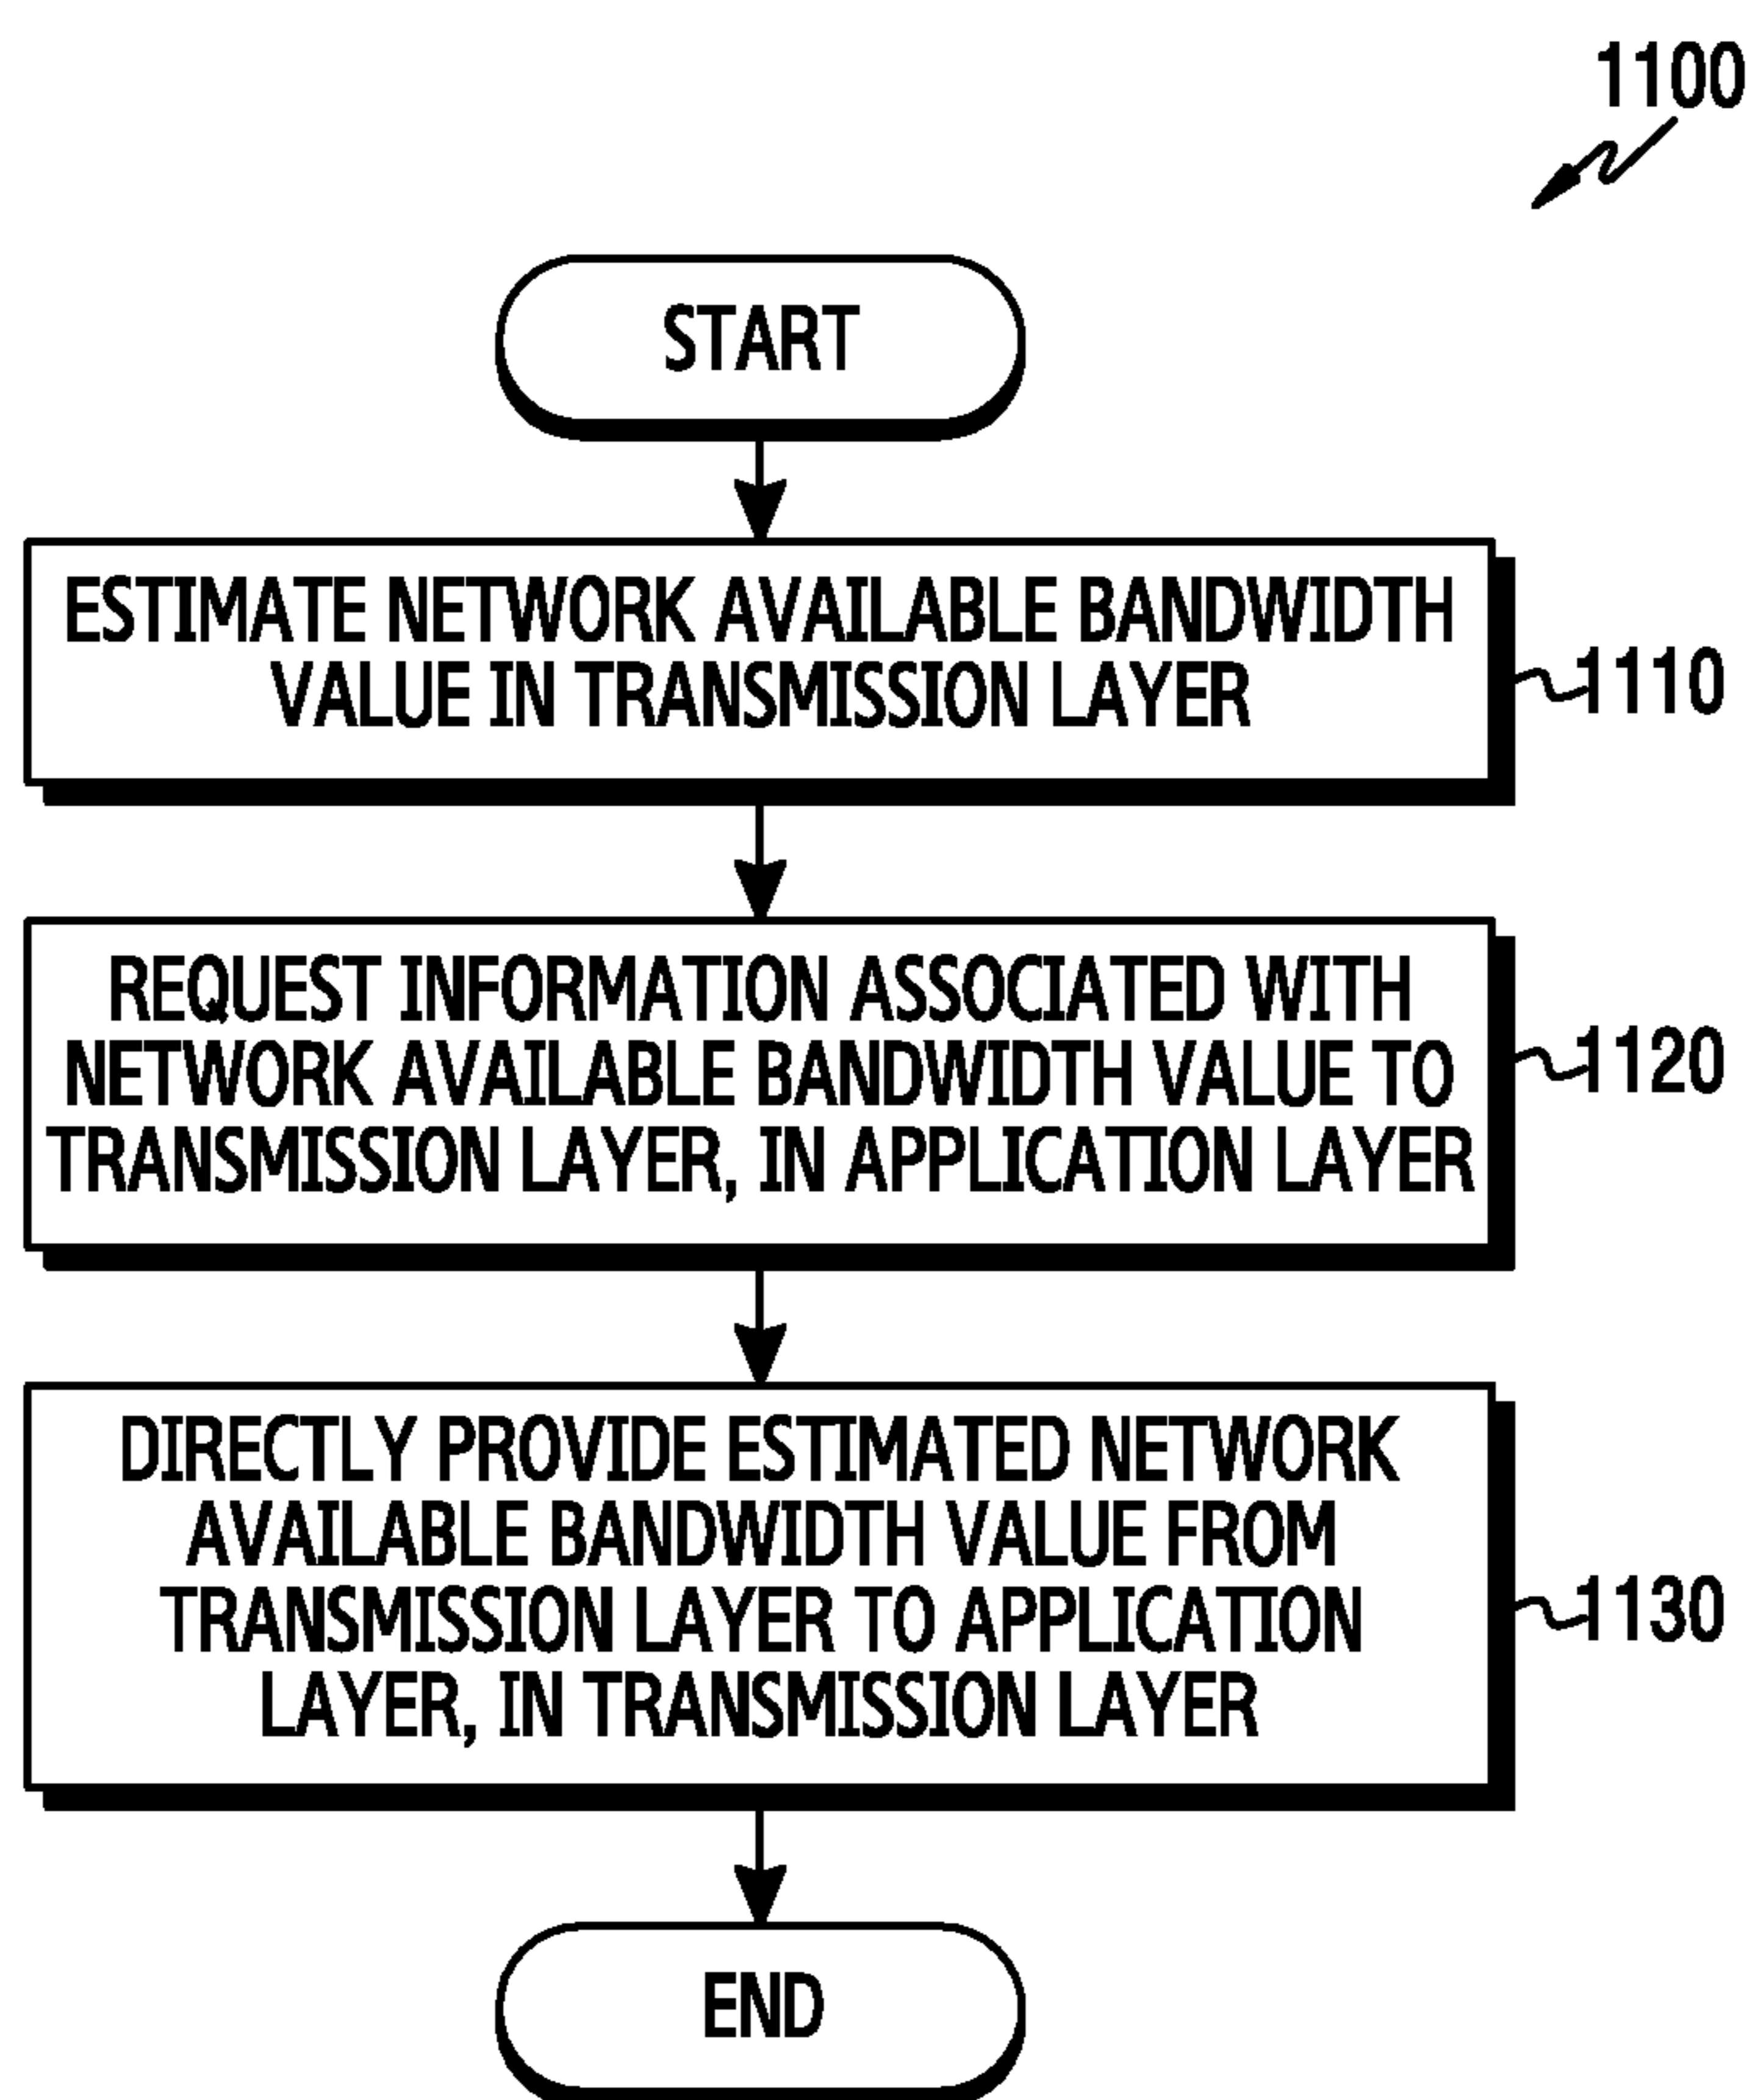 1100
START
ESTIMATE NETWORK AVAILABLE BANDWIDTH
VALUE IN TRANSMISSION LAYER
1110
REQUEST INFORMATION ASSOCIATED WITH
NETWORK AVAILABLE BANDWIDTH VALUE TO
TRANSMISSION LAYER, IN APPLICATION LAYER
1120
DIRECTLY PROVIDE ESTIMATED NETWORK
AVAILABLE BANDWIDTH VALUE FROM
TRANSMISSION LAYER TO APPLICATION
LAYER, IN TRANSMISSION LAYER
1130
END